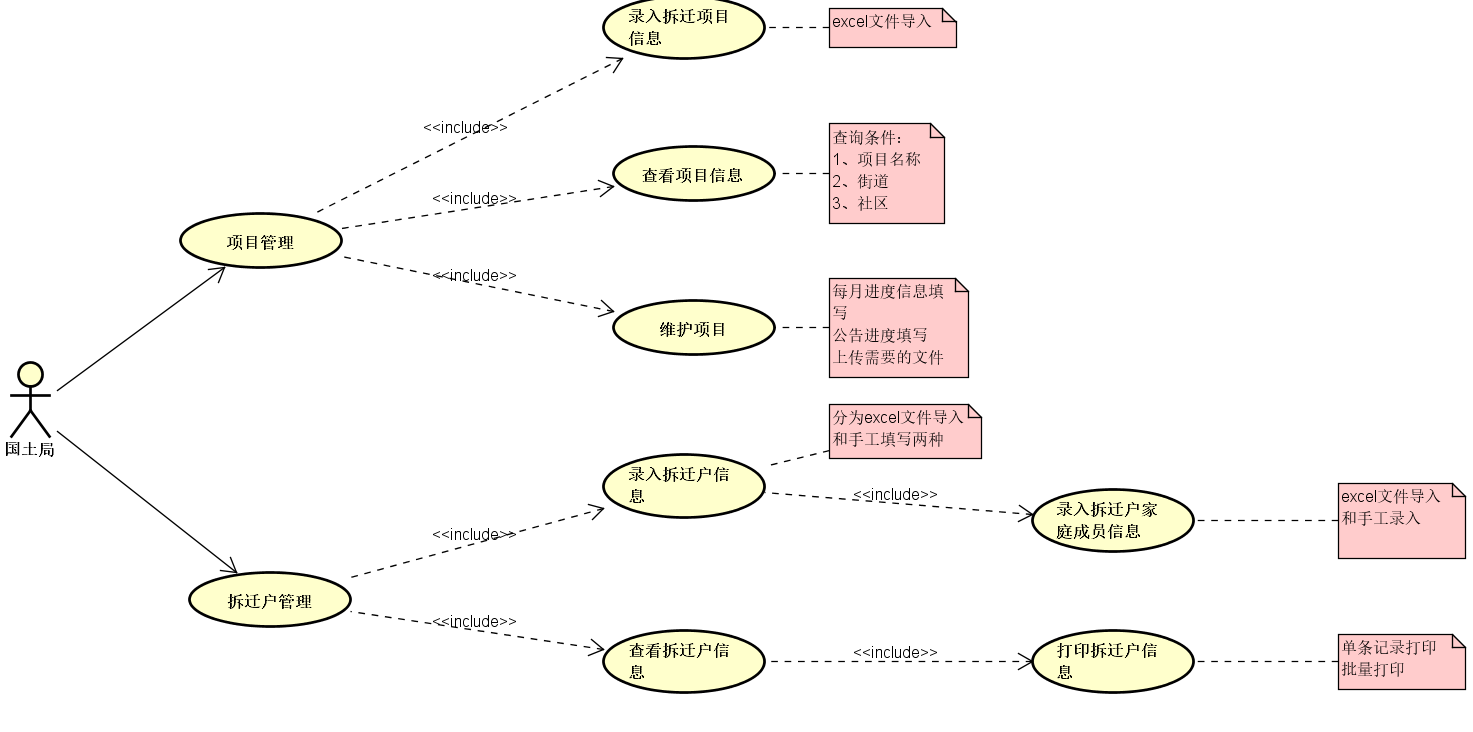 录入拆迁项目
信息
excel文件导入
<<include>>
查询条件：
1、项目名称
2、街道
3、社区
查看项目信息
<<include>>
项目管理
<<include>>
每月进度信息填
写
公告进度填写
上传需要的文件
维护项目
国土局
分为excel文件导入
和手工填写两种
录入拆迁户信
息
<<include>>
<<include>>
录入拆迁户家
庭成员信息
excel文件导入
和手工录入
拆迁户管理
<<include>>
查看拆迁户信
息
<<include>>
打印拆迁户信
息
单条记录打印
批量打印